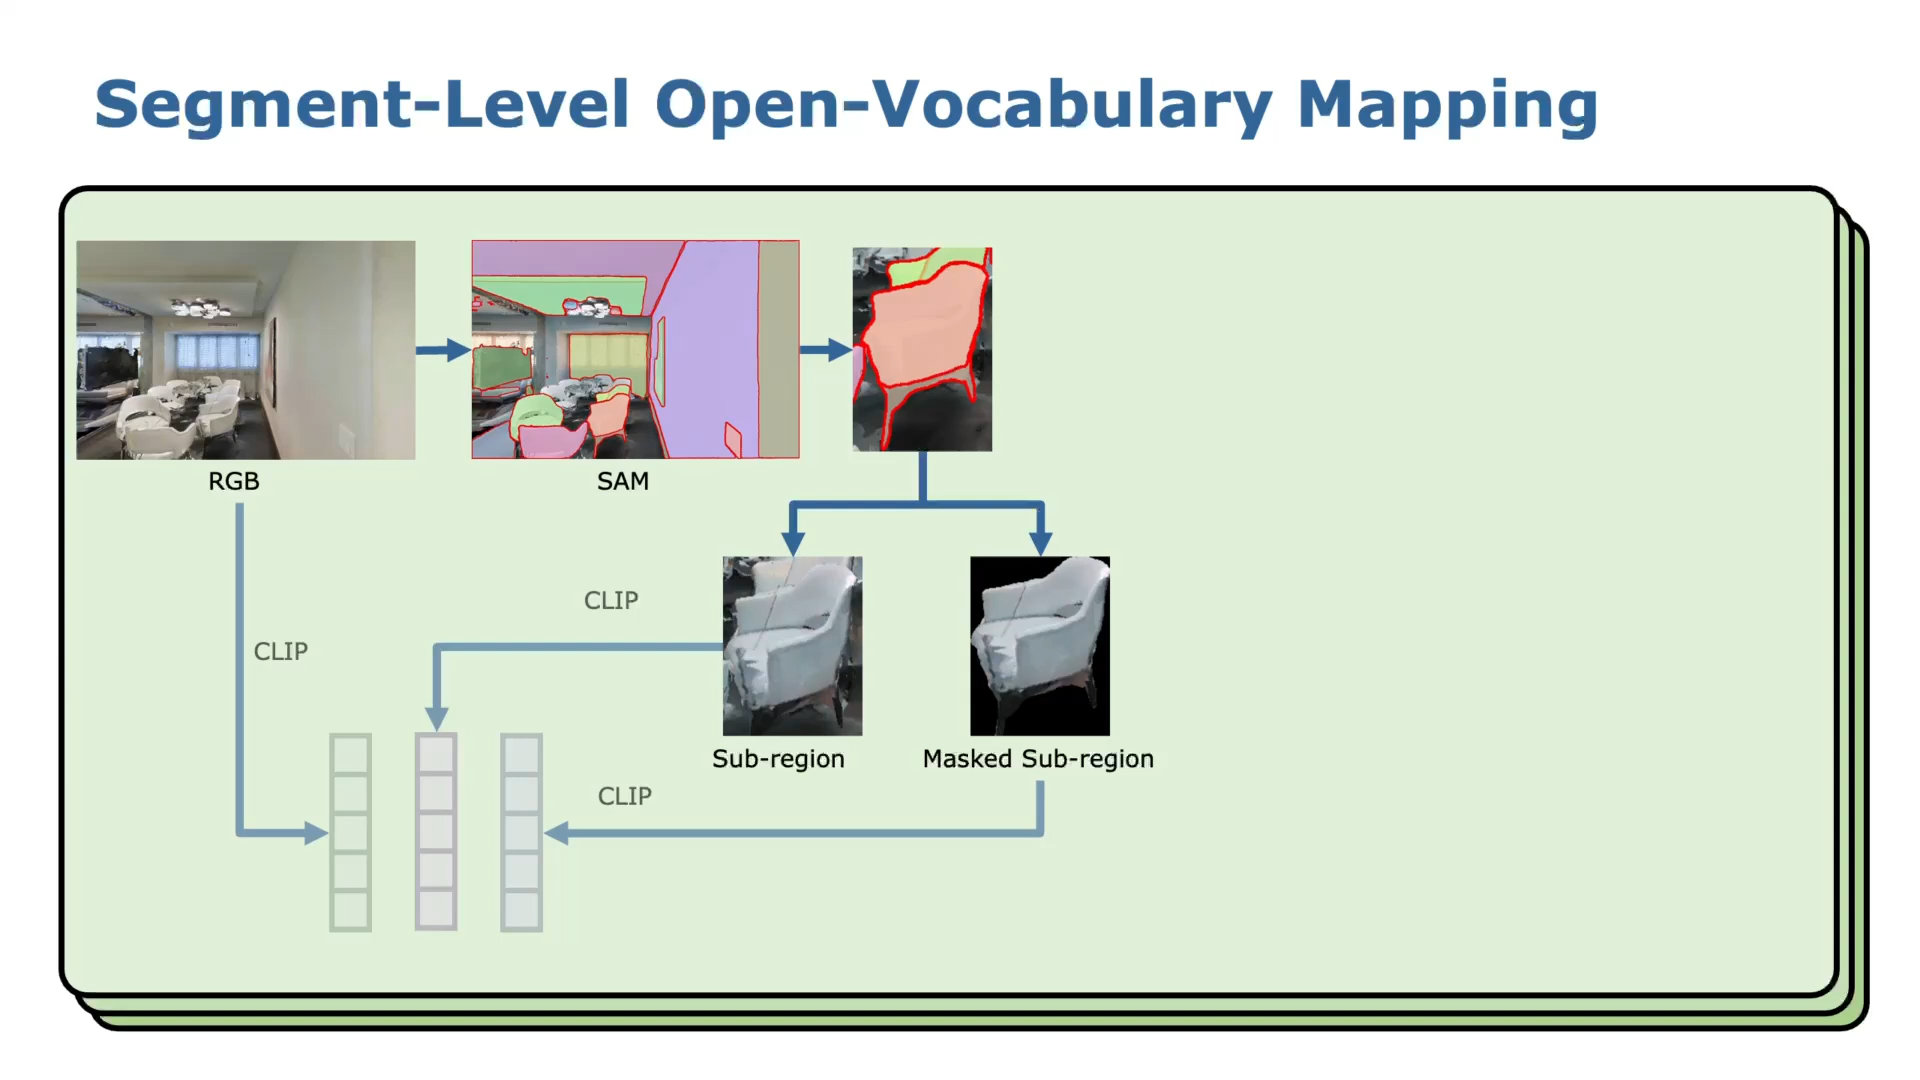 Segment-Level Open-Vocabulary Mapping
RGB
SAM
CLIP
CLIP
Sub-region
Masked Sub-region
CLIP